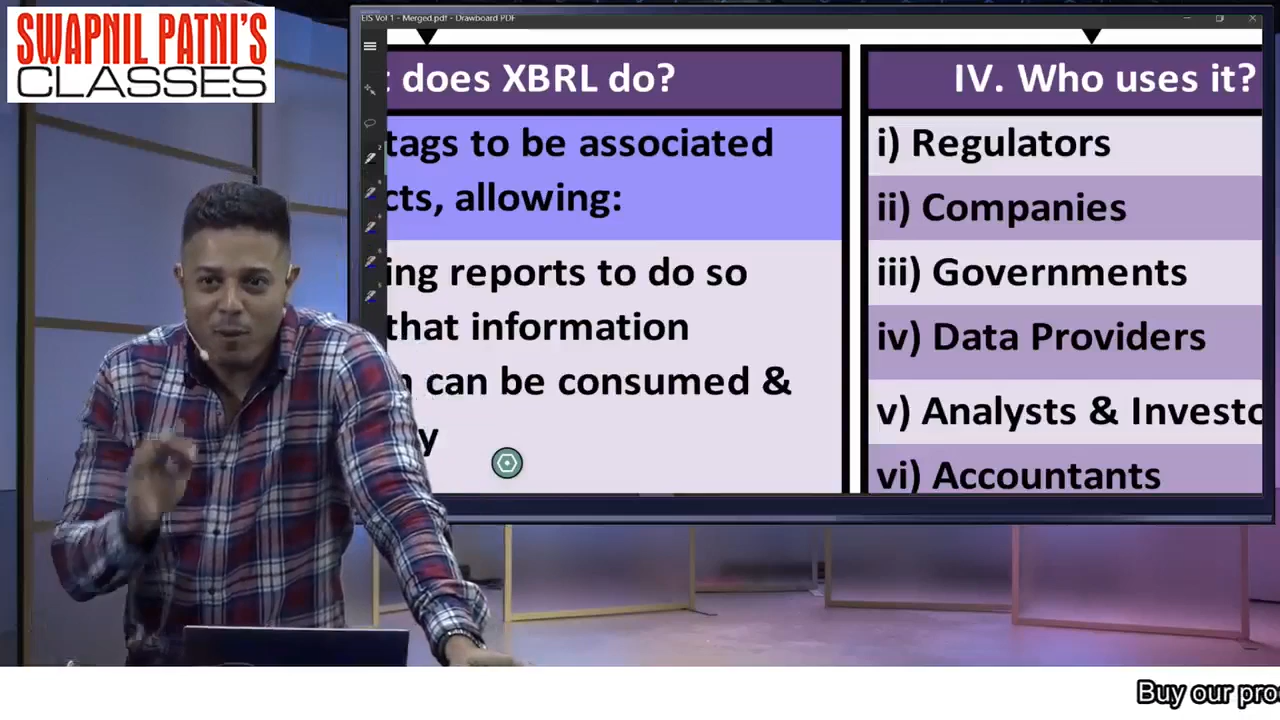 SWAPNIL PATNI'S
CLASSES
EIS Vol 1 - Merged.pdf - Drawboard PDF
does XBRL do?
tags to be associated
cts, allowing:
ing reports to do so
that information
can be consumed &
y
IV. Who uses it?
i) Regulators
ii) Companies
iii) Governments
iv) Data Providers
v) Analysts & Investo
vi) Accountants
Buy our pro